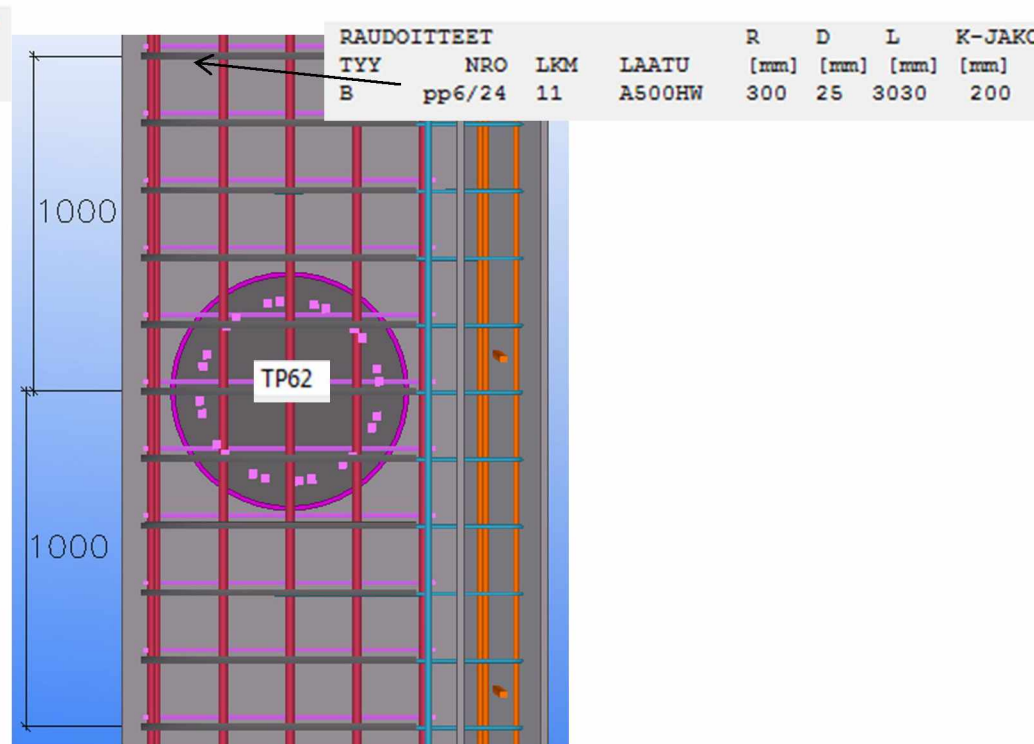 RAUDOITTEET R D L K-JAKO
TYY NRO LKM LAATU [mm] [mm] [mm] [mm]
B pp6/24 11 A500HW 300 25 3030 200
1000
TP62
1000